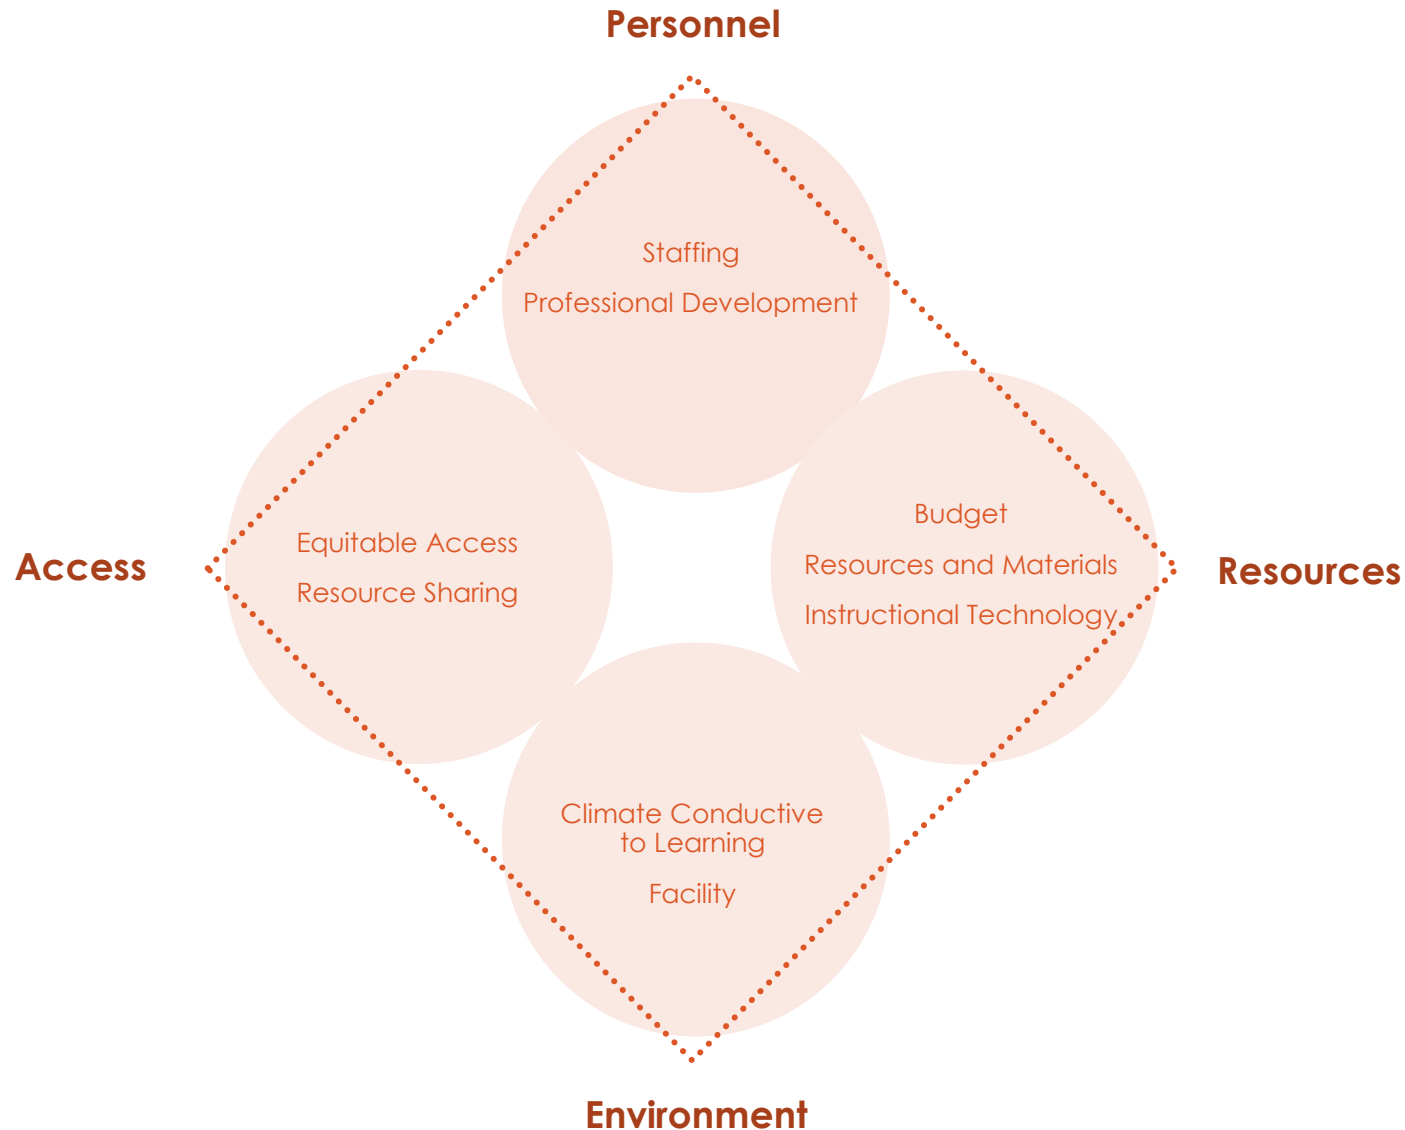 Personnel
Staffing
Professional Development
Access
Equitable Access
Resource Sharing
Budget
Resources and Materials
Instructional Technology
Resources
Climate Conductive
to Learning
Facility
Environment